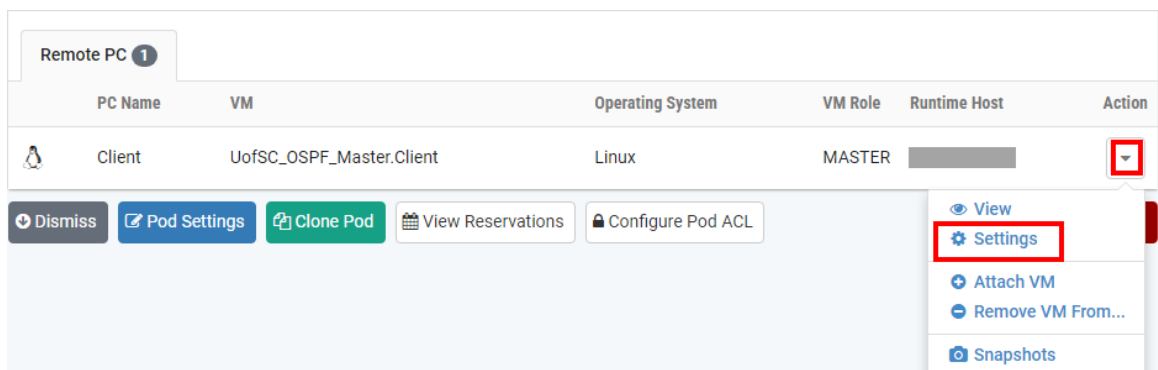 Remote PC 1
PC Name VM Operating System VM Role Runtime Host Action
Client UofSC_OSPF_Master.Client Linux MASTER
Dismiss Pod Settings Clone Pod View Reservations Configure Pod ACL
View
Settings
Attach VM
Remove VM From...
Snapshots